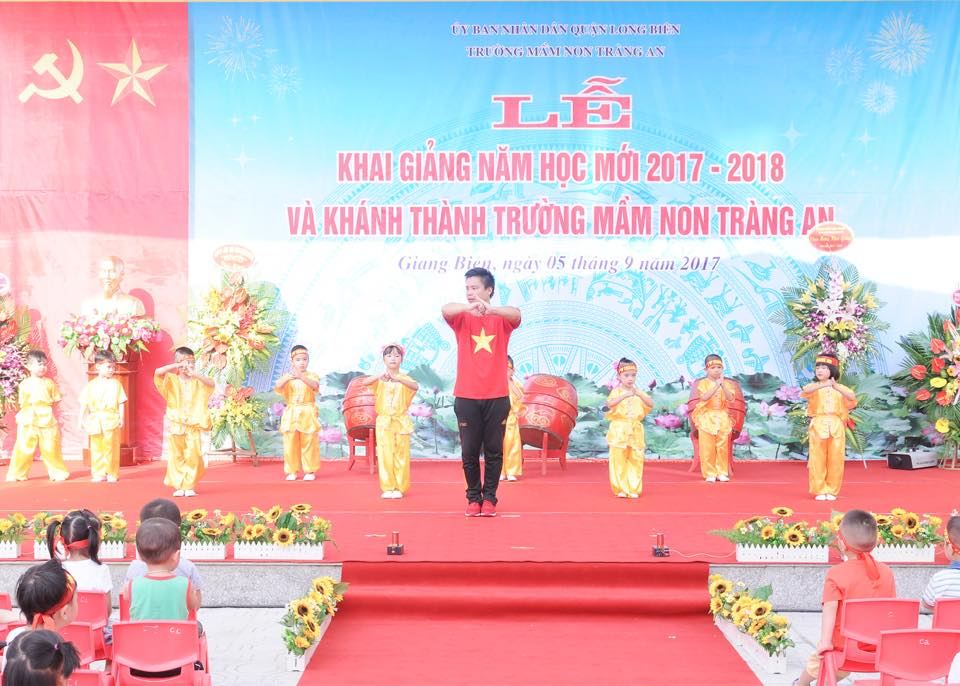 ỦY BAN NHÂN DÂN QUẬN LONG BIÊN
TRƯỜNG MẦM NON TRÀNG AN
LỄ
KHAI GIẢNG NĂM HỌC MỚI 2017 - 2018
VÀ KHÁNH THÀNH TRƯỜNG MẦM NON TRÀNG AN
Giang Biên, ngày 05 tháng 9 năm 2017